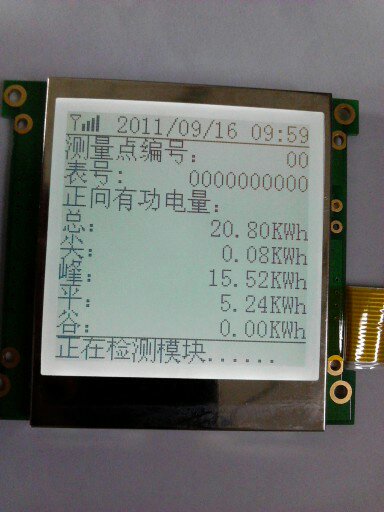 2011/09/16 09:59
测量点编号: 00
表号: 0000000000
正向有功电量:
总: 20.80KWh
尖: 0.08KWh
峰: 15.52KWh
平: 5.24KWh
谷: 0.00KWh
正在检测模块......